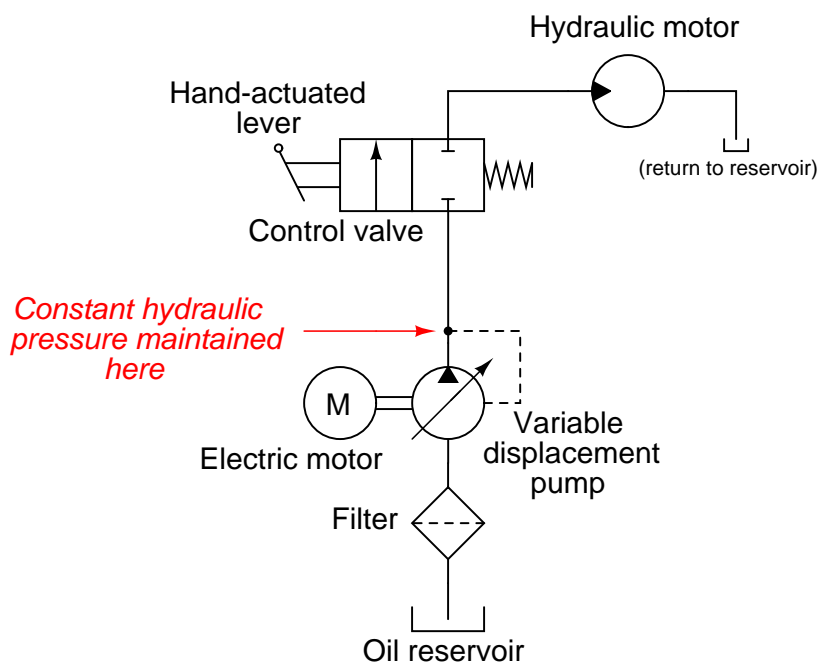 Hydraulic motor
Hand-actuated
lever
(return to reservoir)
Control valve
Constant hydraulic
pressure maintained
here
M
Variable
displacement
pump
Electric motor
Filter
Oil reservoir